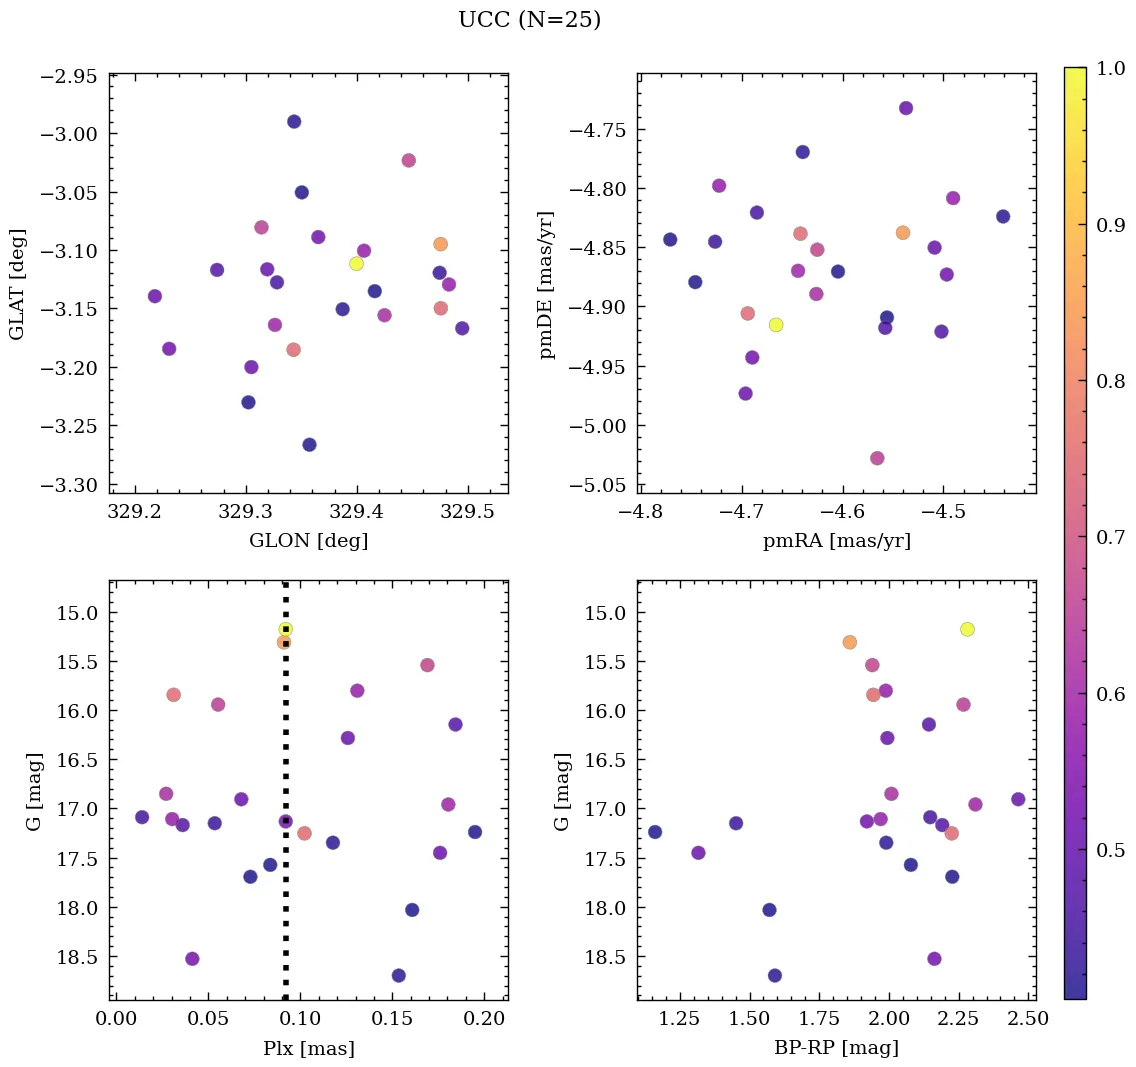 UCC (N=25)
−2.95
−3.00
−3.05
−3.10
−3.15
−3.20
−3.25
−3.30
GLAT [deg]
329.2 329.3 329.4 329.5
GLON [deg]
−4.75
−4.80
−4.85
−4.90
−4.95
−5.00
−5.05
pmDE [mas/yr]
−4.8 −4.7 −4.6 −4.5
pmRA [mas/yr]
15.0
15.5
16.0
16.5
17.0
17.5
18.0
18.5
G [mag]
0.00 0.05 0.10 0.15 0.20
Plx [mas]
15.0
15.5
16.0
16.5
17.0
17.5
18.0
18.5
G [mag]
1.25 1.50 1.75 2.00 2.25 2.50
BP-RP [mag]
1.0
0.9
0.8
0.7
0.6
0.5